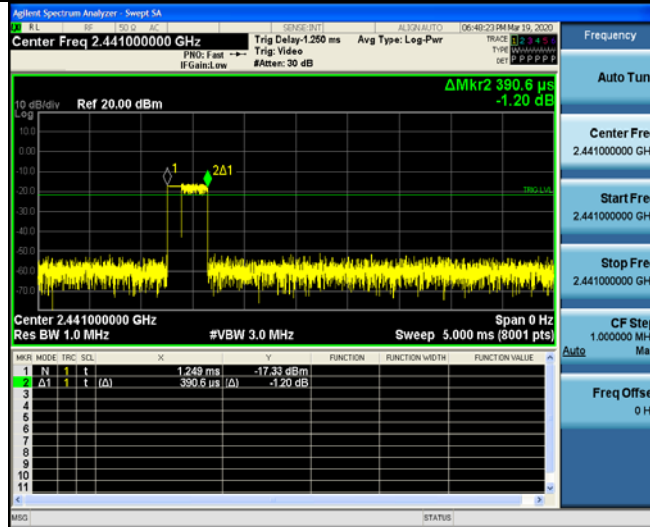 Agilent Spectrum Analyzer - Swept SA
RL RF 50 Ω AC SENSE:INT ALIGN AUTO 06:48:23 PM Mar 19, 2020
Center Freq 2.441000000 GHz
PNO: Fast
IFGain:Low
Trig Delay-1.250 ms
Trig: Video
#Atten: 30 dB
Avg Type: Log-Pwr
TRACE 1 2 3 4 5 6
TYPE
DET P P P P P P
ΔMkr2 390.6 µs
-1.20 dB
10 dB/div Ref 20.00 dBm
Log
10.0
0.00
-10.0
-20.0
-30.0
-40.0
-50.0
-60.0
-70.0
1
2Δ1
TRIG LVL
Center 2.441000000 GHz Span 0 Hz
Res BW 1.0 MHz #VBW 3.0 MHz Sweep 5.000 ms (8001 pts)
MKR MODE TRC SCL X Y FUNCTION FUNCTION WIDTH FUNCTION VALUE
1 N 1 t 1.249 ms -17.33 dBm
2 Δ1 1 t (Δ) 390.6 µs (Δ) -1.20 dB
3
4
5
6
7
8
9
10
11
MSG STATUS
Frequency
Auto Tun
Center Fre
2.441000000 GH
Start Fre
2.441000000 GH
Stop Fre
2.441000000 GH
CF Ste
1.000000 MH
Auto Ma
Freq Offse
0 H